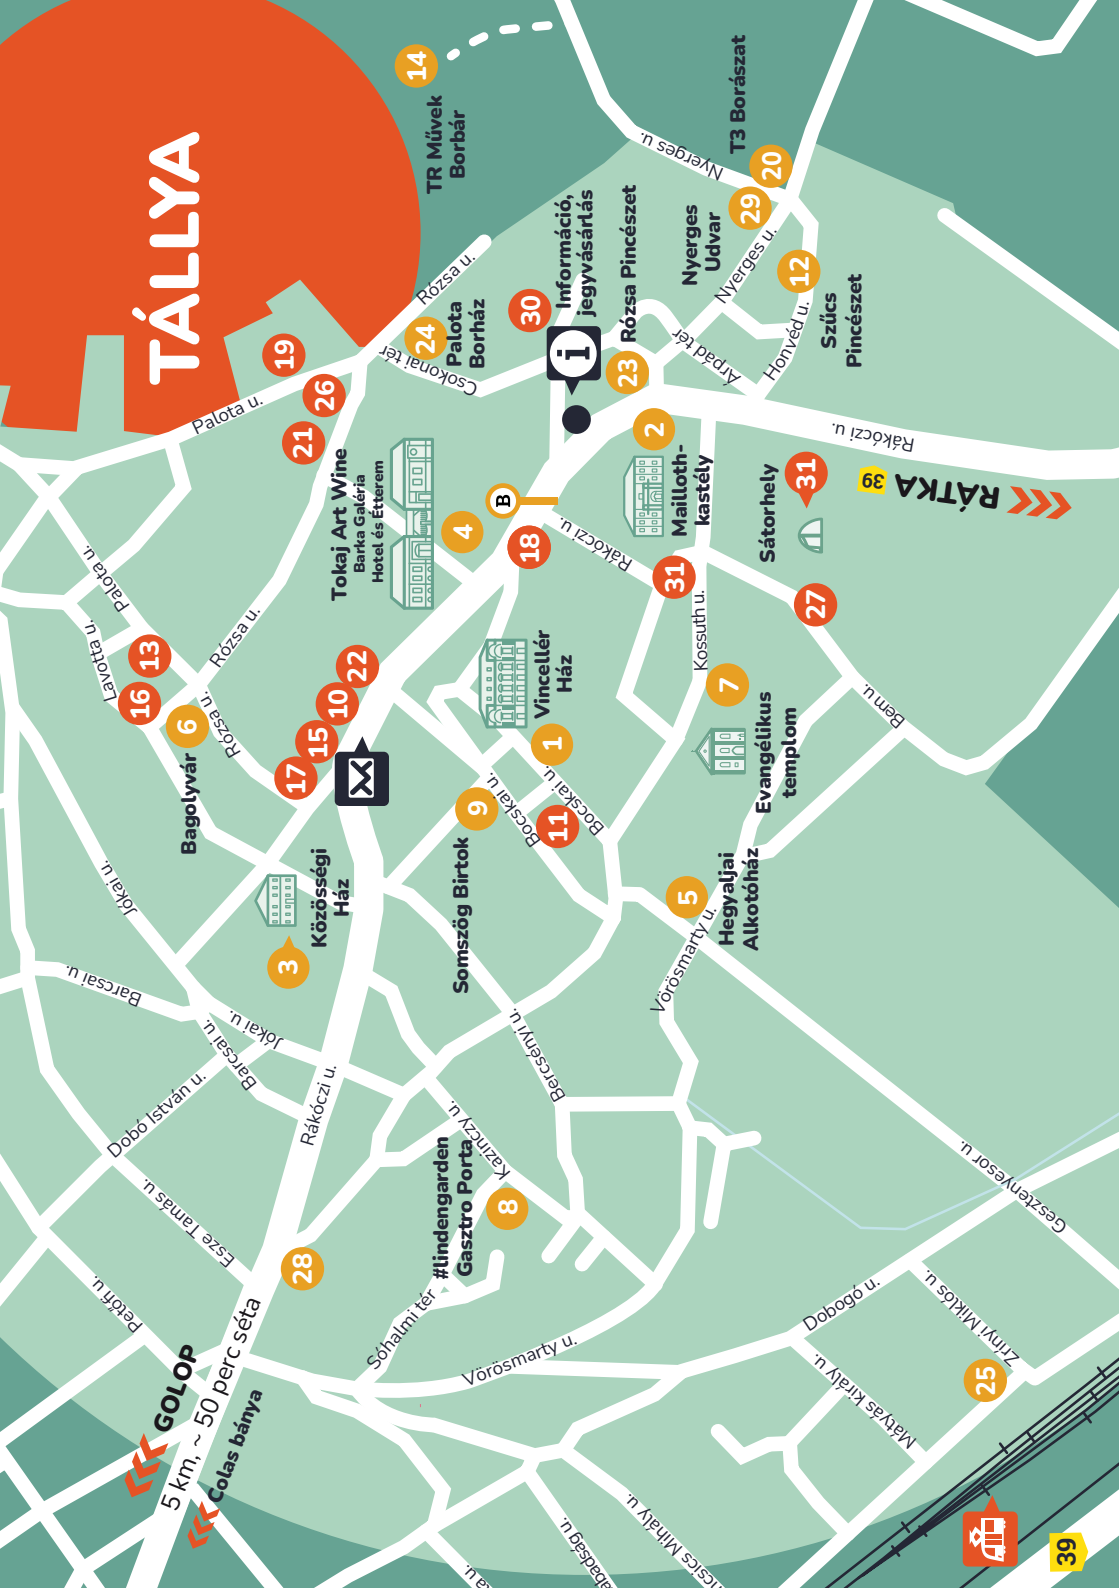 TÁLLYA
14
TR Művek
Borbár
T3 Borászat
20
29
Nyerges u.
Nyerges
Udvar
Nyerges u.
12
Szűcs
Pincészet
Honvéd u.
Árpád tér
Információ,
jegyvásárlás
30
i
Rózsa Pincészet
23
2
Rózsa u.
24
Palota
Borház
Csokonai tér
19
26
21
Palota u.
Tokaj Art Wine
Barka Galéria
Hotel és Étterem
4
B
18
Rákóczi u.
Mailloth-
kastély
Rákóczi u.
RÁTKA
39
Sátorhely
31
31
27
Kossuth u.
7
Evangélikus
templom
Bem u.
Palota u.
Lavotta u.
13
16
6
Bagolyvár
Rózsa u.
Rózsa u.
22
10
15
17
Vincellér
Ház
1
Bocskai u.
Bocskai u.
9
11
Somszög Birtok
5
Hegyaljai
Alkotóház
Vörösmarty u.
Közösségi
Ház
3
Jókai u.
Barcsai u.
Jókai u.
Barcsai u.
Dobó István u.
Rákóczi u.
Bercsényi u.
Kazinczy u.
#lindengarden
Gasztro Porta
8
Esze Tamás u.
28
Petőfi u.
Sóhalmi tér
Vörösmarty u.
Gesztenyesor u.
Dobogó u.
Zrínyi Miklós u.
Mátyás király u.
25
GOLOP
5 km, ~ 50 perc séta
Colas bánya
ncsics Mihály u.
abadság u.
ta u.
39